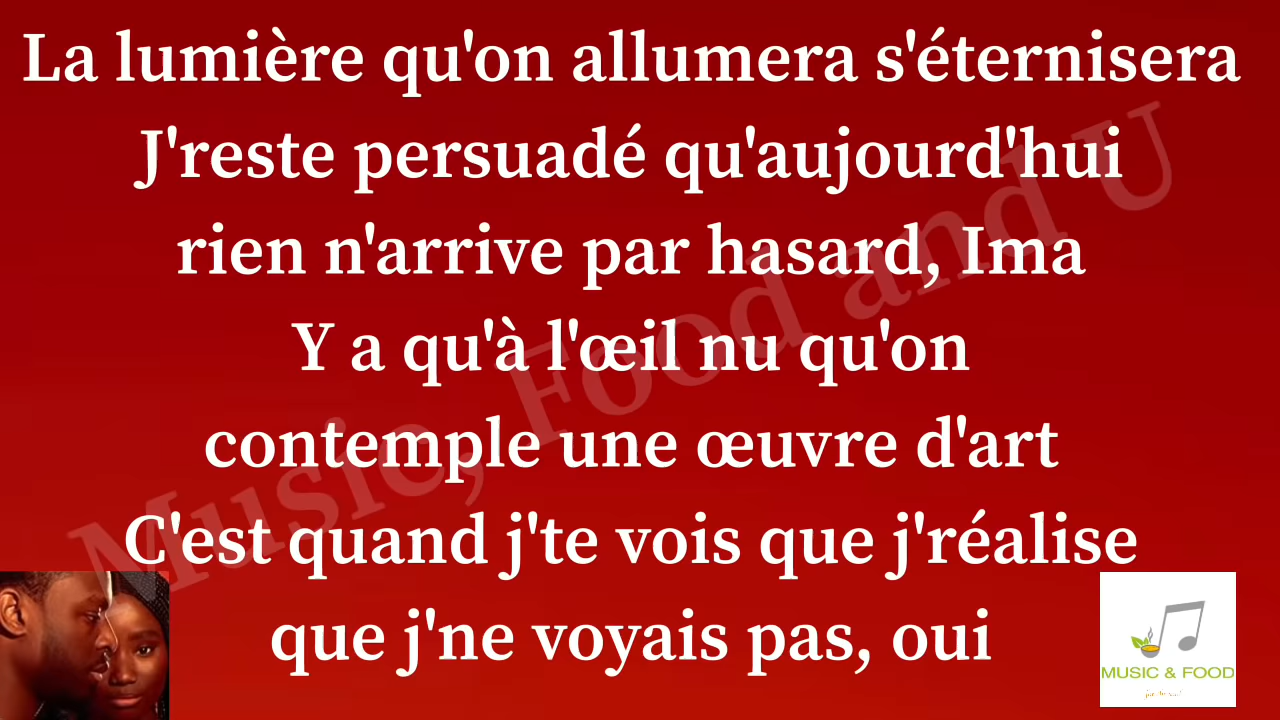 La lumière qu'on allumera s'éternisera
J'reste persuadé qu'aujourd'hui
rien n'arrive par hasard, Ima
Y a qu'à l'œil nu qu'on
contemple une œuvre d'art
C'est quand j'te vois que j'réalise
que j'ne voyais pas, oui
Music, Food and U
MUSIC & FOOD